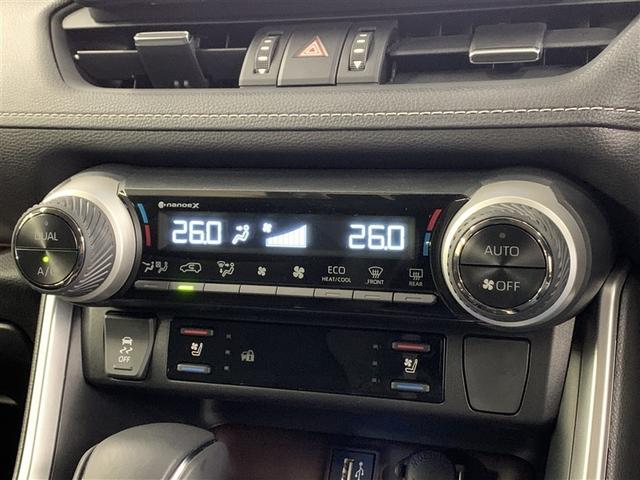 nanoeX
26.0 26.0
DUAL
A/C
AUTO
OFF
ECO
HEAT/COOL
FRONT
REAR
OFF